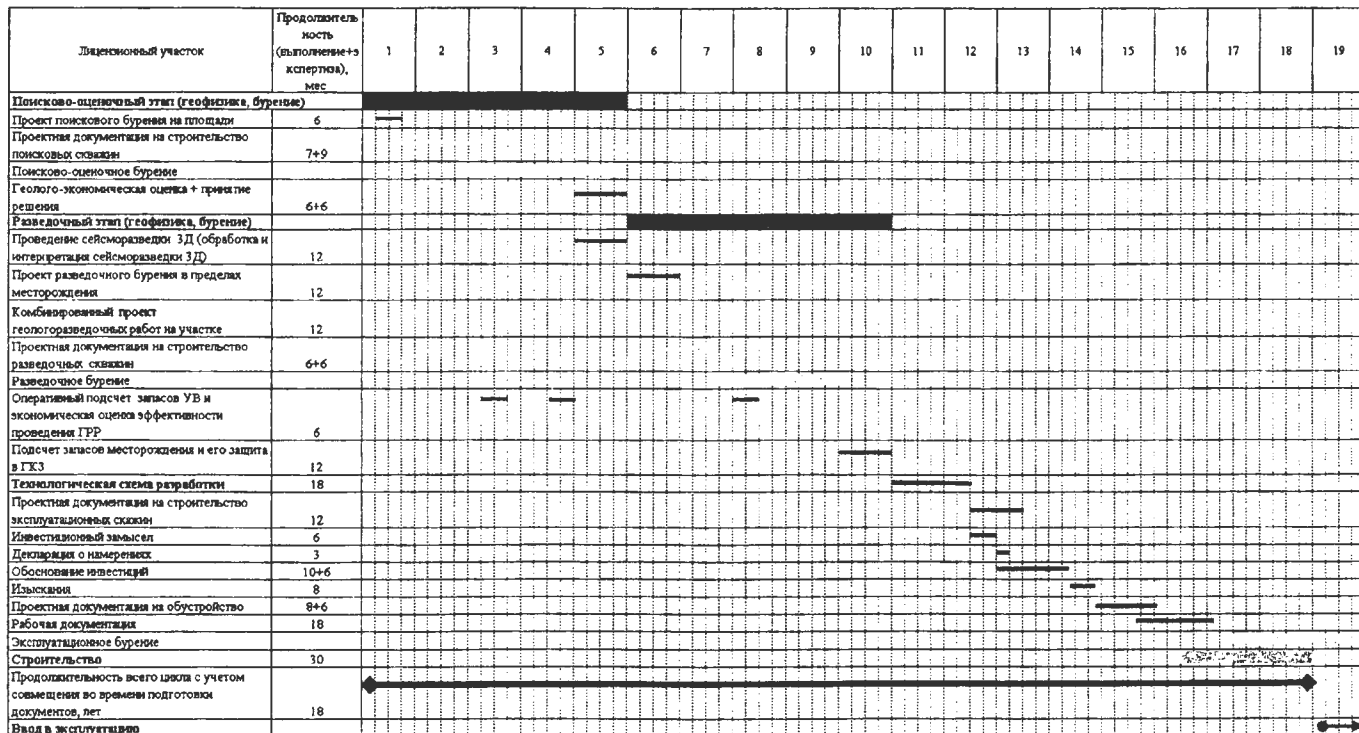 Лицензионный участок
Продолжитель
ность
(выполнение+э
кспертиза),
мес
1 2 3 4 5 6 7 8 9 10 11 12 13 14 15 16 17 18 19
Поисково-оценочный этап (геофизика, бурение)
Проект поискового бурения на площади 6
Проектная документация на строительство
поисковых скважин 7+9
Поисково-оценочное бурение
Геолого-экономическая оценка + принятие
решения 6+6
Разведочный этап (геофизика, бурение)
Проведение сейсморазведки 3Д (обработка и
интерпретация сейсморазведки 3Д) 12
Проект разведочного бурения в пределах
месторождения 12
Комбинированный проект
геологоразведочных работ на участке 12
Проектная документация на строительство
разведочных скважин 6+6
Разведочное бурение
Оперативный подсчет запасов УВ и
экономическая оценка эффективности
проведения ГРР 6
Подсчет запасов месторождения и его защита
в ГКЗ 12
Технологическая схема разработки 18
Проектная документация на строительство
эксплуатационных скажин 12
Инвестиционный замысел 6
Декларация о намерениях 3
Обоснование инвестиций 10+6
Изыскания 8
Проектная документация на обустройство 8+6
Рабочая документация 18
Эксплуатационное бурение
Строительство 30
Продолжительность всего цикла с учетом
совмещения во времени подготовки
документов, лет 18
Ввод в эксплуатацию